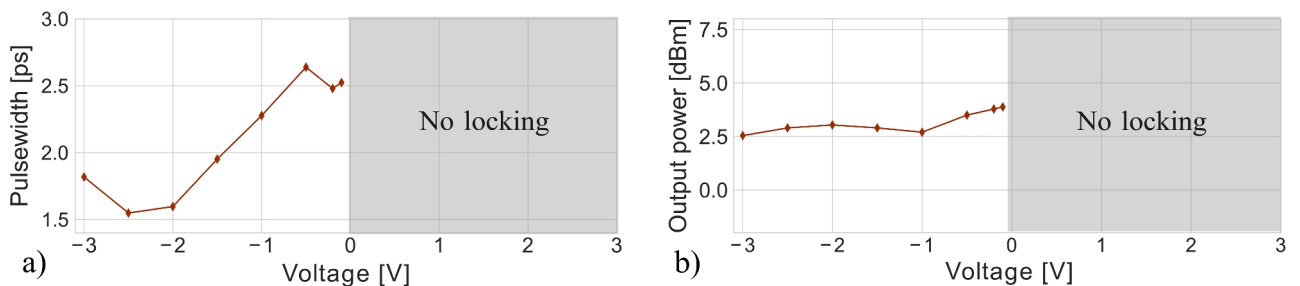 3.0
2.5
2.0
1.5
Pulsewidth [ps]
No locking
−3 −2 −1 0 1 2 3
Voltage [V]
a)
7.5
5.0
2.5
0.0
Output power [dBm]
No locking
−3 −2 −1 0 1 2 3
Voltage [V]
b)